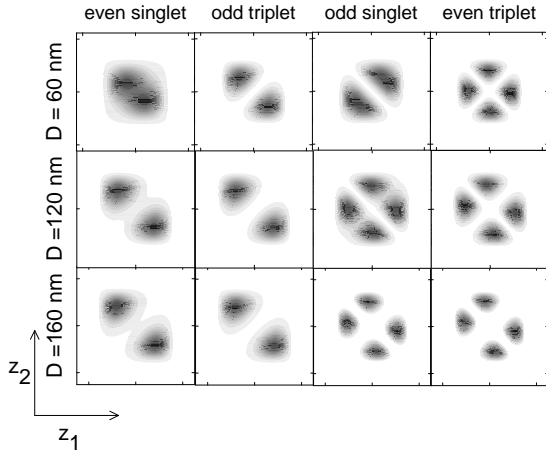 even singlet odd triplet odd singlet even triplet
D = 60 nm
D =120 nm
D =160 nm
z2
z1